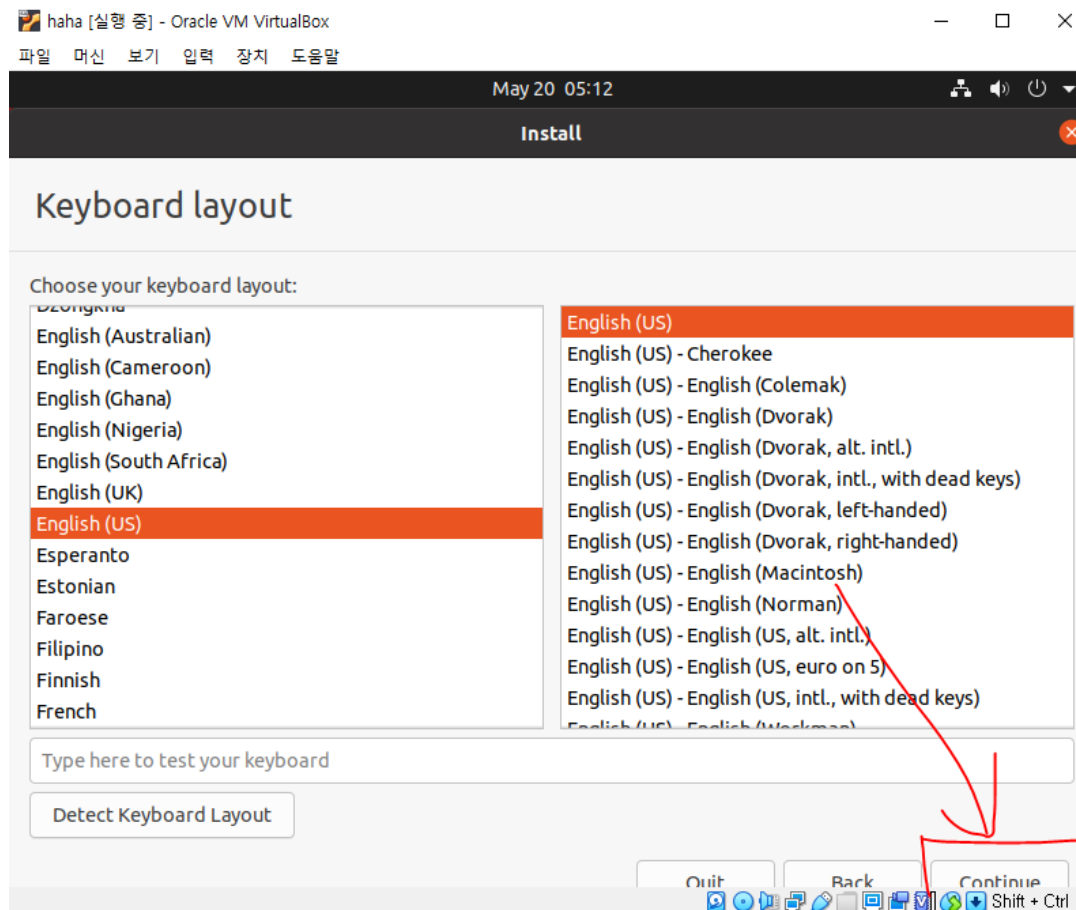 haha [실행 중] - Oracle VM VirtualBox
파일 머신 보기 입력 장치 도움말
May 20 05:12
Install
Keyboard layout
Choose your keyboard layout:
Dzongkha
English (Australian)
English (Cameroon)
English (Ghana)
English (Nigeria)
English (South Africa)
English (UK)
English (US)
Esperanto
Estonian
Faroese
Filipino
Finnish
French
English (US)
English (US) - Cherokee
English (US) - English (Colemak)
English (US) - English (Dvorak)
English (US) - English (Dvorak, alt. intl.)
English (US) - English (Dvorak, intl., with dead keys)
English (US) - English (Dvorak, left-handed)
English (US) - English (Dvorak, right-handed)
English (US) - English (Macintosh)
English (US) - English (Norman)
English (US) - English (US, alt. intl.)
English (US) - English (US, euro on 5)
English (US) - English (US, intl., with dead keys)
English (US) - English (Workman)
Type here to test your keyboard
Detect Keyboard Layout
Quit Back Continue
Shift + Ctrl